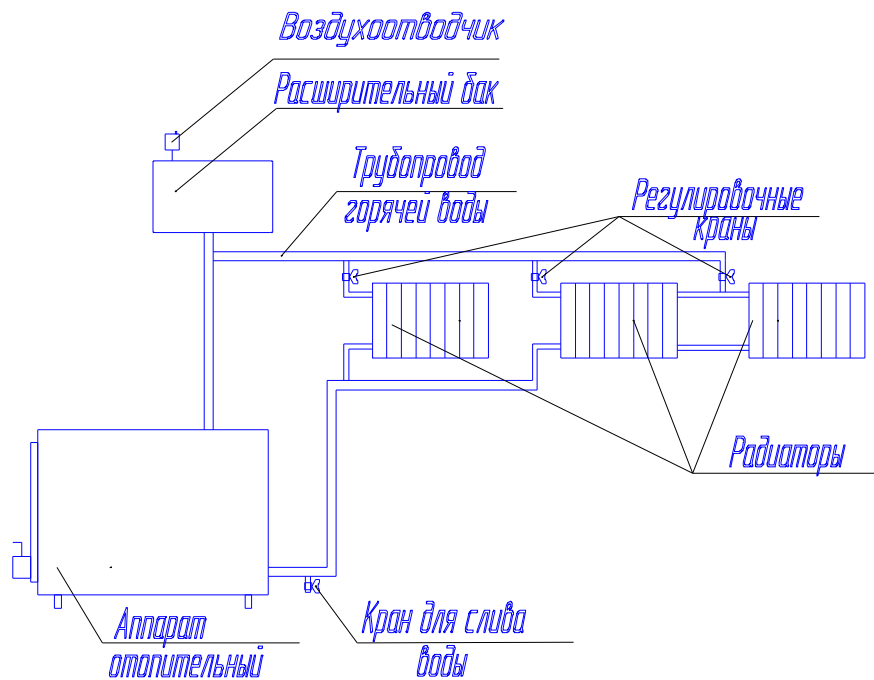 Воздухоотводчик
Расширительный бак
Трубопровод
горячей воды
Регулировочные
краны
Радиаторы
Аппарат
отопительный
Кран для слива
воды